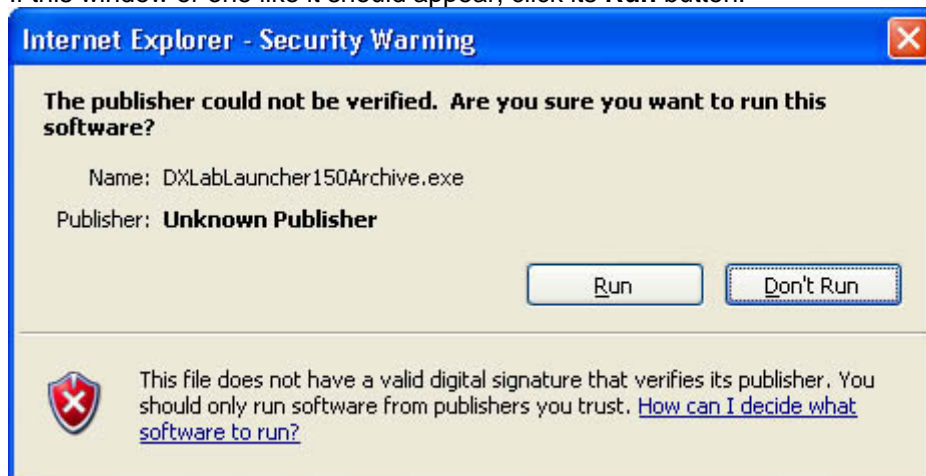 If this window or one like it should appear, click its Run button.
Internet Explorer - Security Warning
The publisher could not be verified. Are you sure you want to run this
software?
Name: DXLabLauncher150Archive.exe
Publisher: Unknown Publisher
Run Don't Run
This file does not have a valid digital signature that verifies its publisher. You
should only run software from publishers you trust. How can I decide what
software to run?